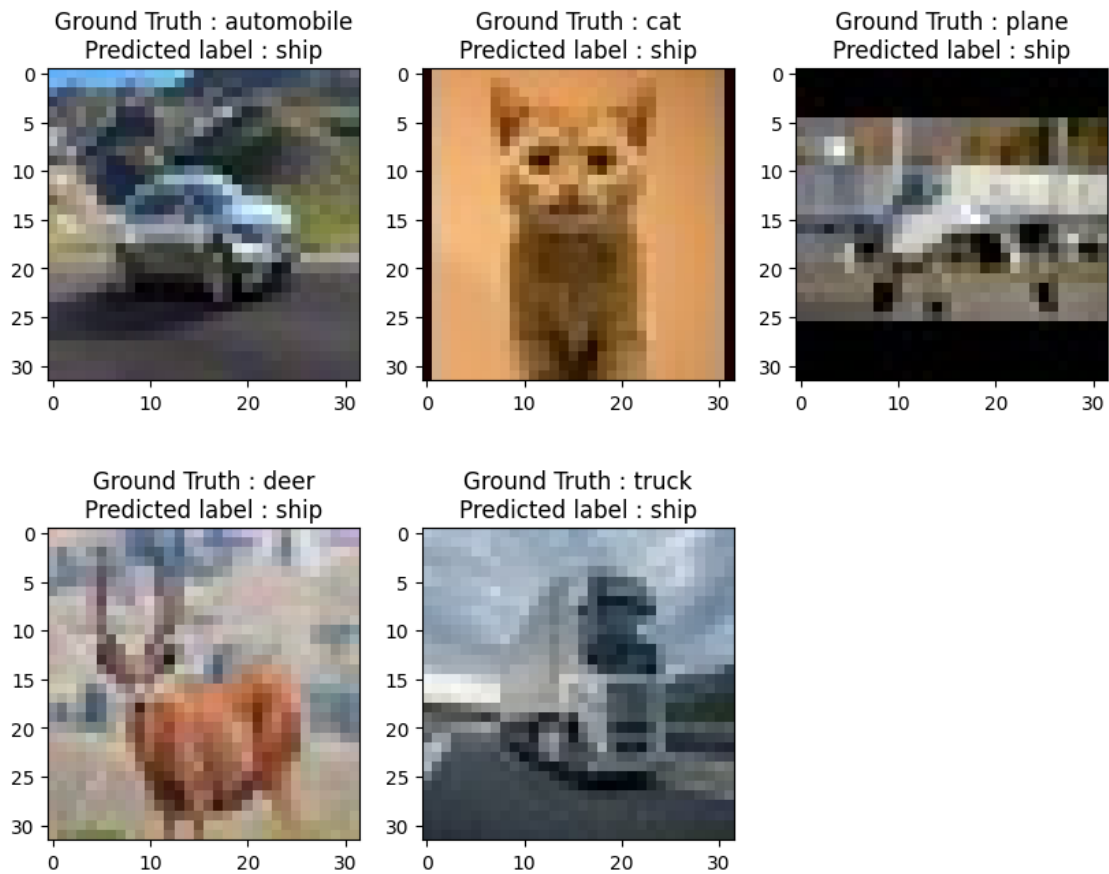 Ground Truth : automobile
Predicted label : ship
Ground Truth : cat
Predicted label : ship
Ground Truth : plane
Predicted label : ship
0
5
10
15
20
25
30
0 10 20 30
0
5
10
15
20
25
30
0 10 20 30
0
5
10
15
20
25
30
0 10 20 30
Ground Truth : deer
Predicted label : ship
Ground Truth : truck
Predicted label : ship
0
5
10
15
20
25
30
0 10 20 30
0
5
10
15
20
25
30
0 10 20 30